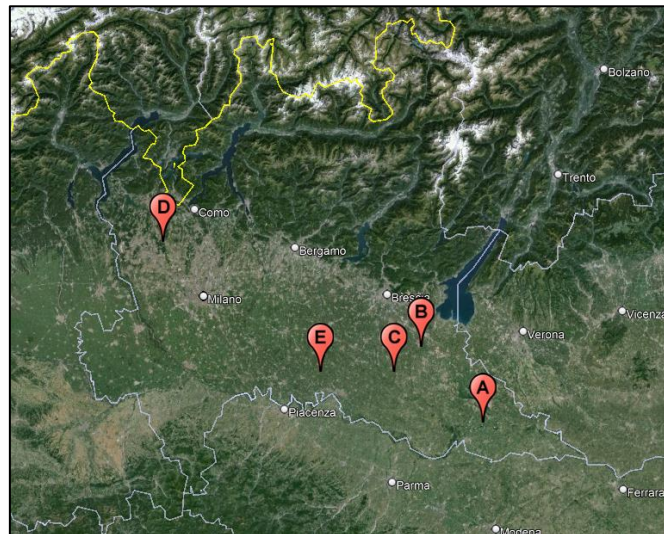 Bolzano
Trento
D
Como
Bergamo
Milano
Brescia
B
Vicenza
Verona
E
C
A
Piacenza
Parma
Ferrara
Modena